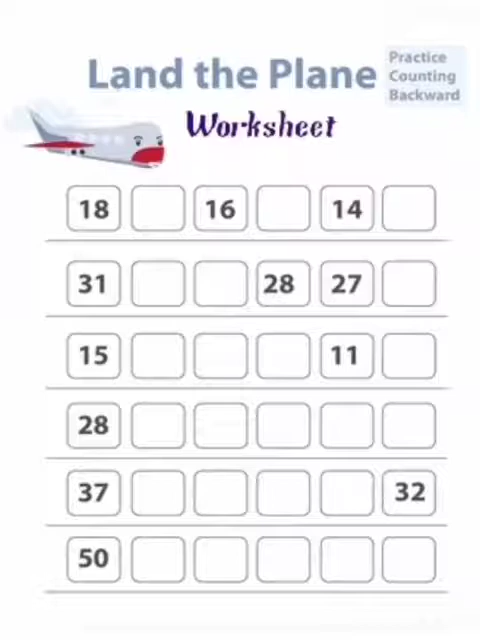 Land the Plane
Practice
Counting
Backward
Worksheet
18 16 14
31 28 27
15 11
28
37 32
50